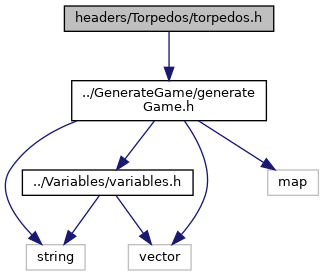 headers/Torpedos/torpedos.h
../GenerateGame/generate
Game.h
../Variables/variables.h
map
string
vector